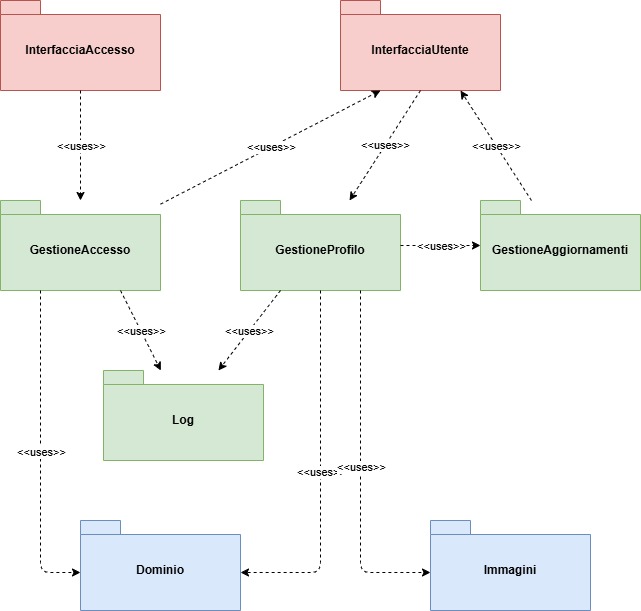 InterfacciaAccesso
InterfacciaUtente
<<uses>>
<<uses>>
<<uses>>
<<uses>>
GestioneAccesso
GestioneProfilo
<<uses>>
GestioneAggiornamenti
<<uses>>
<<uses>>
Log
<<uses>>
<<uses>>
<<uses>>
Dominio
Immagini